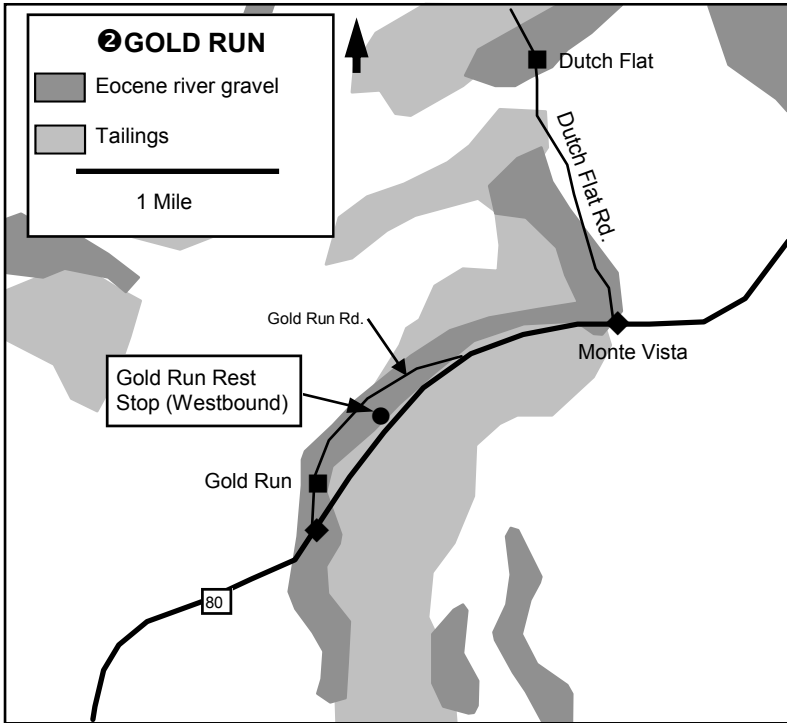 ❷GOLD RUN
Eocene river gravel
Tailings
1 Mile
Dutch Flat
Dutch Flat Rd.
Gold Run Rd.
Monte Vista
Gold Run Rest
Stop (Westbound)
Gold Run
80